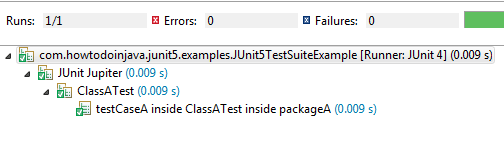 Runs: 1/1 Errors: 0 Failures: 0
com.howtodoinjava.junit5.examples.JUnit5TestSuiteExample [Runner: JUnit 4] (0.009 s)
JUnit Jupiter (0.009 s)
ClassATest (0.009 s)
testCaseA inside ClassATest inside packageA (0.009 s)